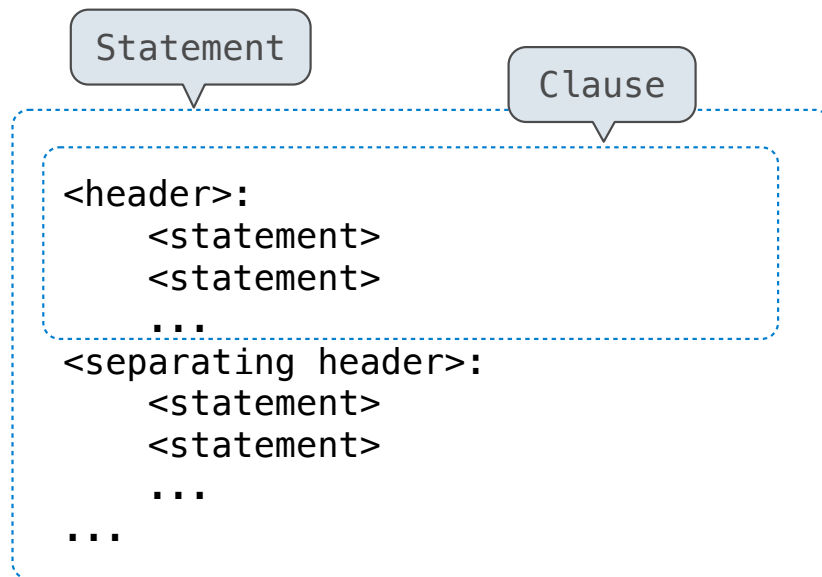 Statement
Clause
<header>:
    <statement>
    <statement>
    ...
<separating header>:
    <statement>
    <statement>
    ...
...